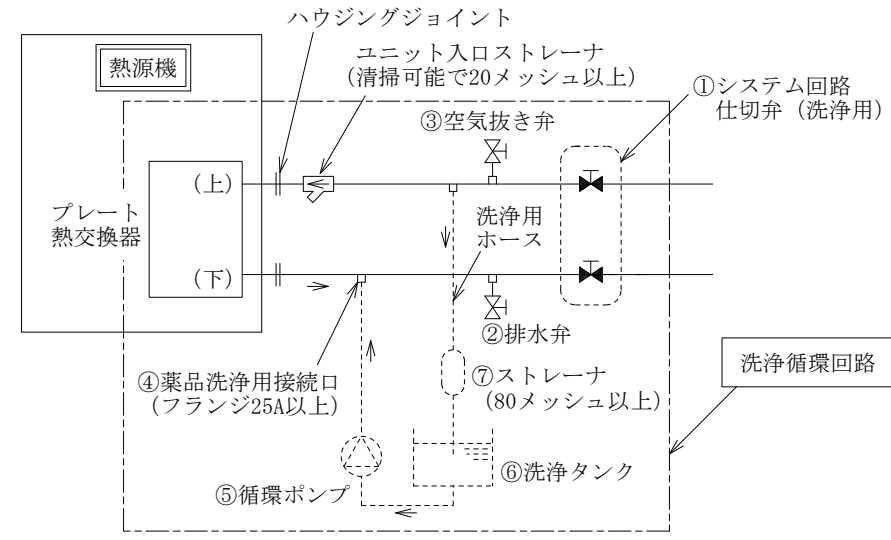 ハウジングジョイント
熱源機
ユニット入口ストレーナ
(清掃可能で20メッシュ以上)
①システム回路
仕切弁(洗浄用)
③空気抜き弁
(上)
プレート
熱交換器
洗浄用
ホース
(下)
②排水弁
④薬品洗浄用接続口
(フランジ25A以上)
⑦ストレーナ
(80メッシュ以上)
洗浄循環回路
⑥洗浄タンク
⑤循環ポンプ